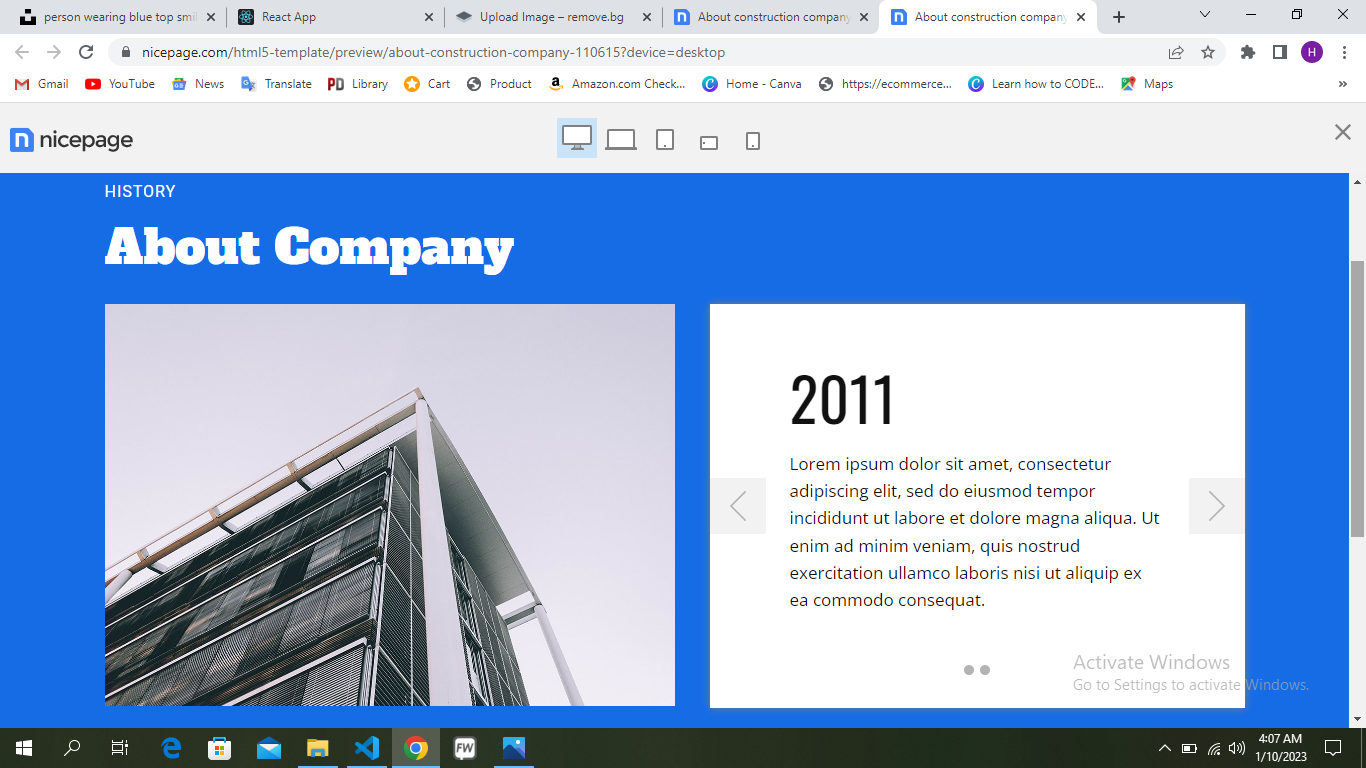 person wearing blue top smil
React App
Upload Image – remove.bg
About construction company
About construction company
nicepage.com/html5-template/preview/about-construction-company-110615?device=desktop
H
Gmail
YouTube
News
Translate
PD Library
Cart
Product
Amazon.com Check...
Home - Canva
https://ecommerce...
Learn how to CODE...
Maps
»
nicepage
HISTORY
About Company
2011
Lorem ipsum dolor sit amet, consectetur
adipiscing elit, sed do eiusmod tempor
incididunt ut labore et dolore magna aliqua. Ut
enim ad minim veniam, quis nostrud
exercitation ullamco laboris nisi ut aliquip ex
ea commodo consequat.
Activate Windows
Go to Settings to activate Windows.
FW
4:07 AM
1/10/2023